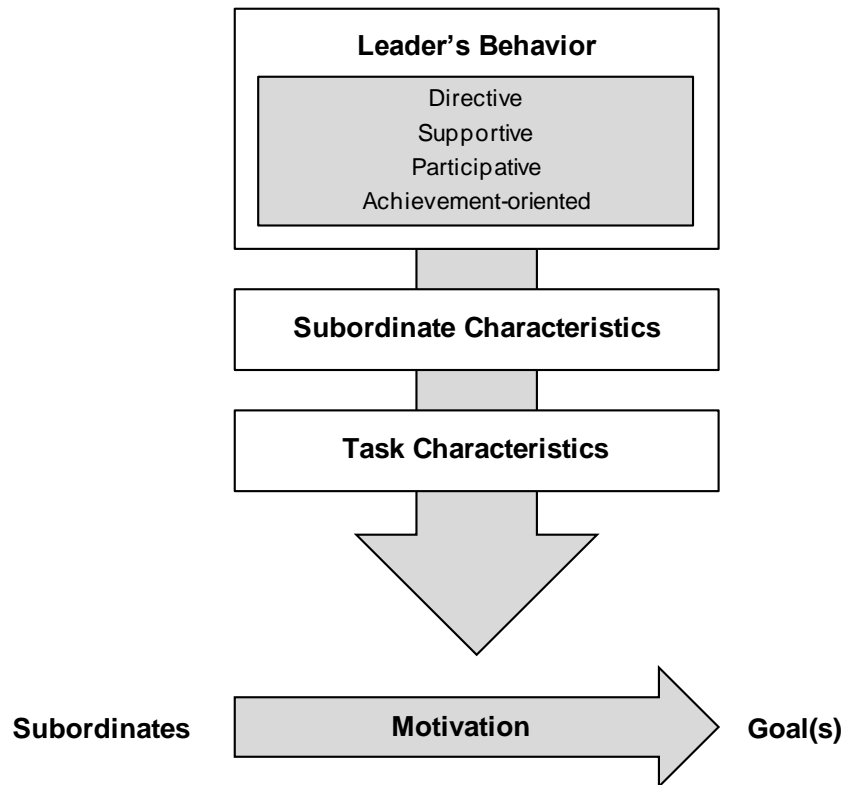 Leader’s Behavior
Directive
Supportive
Participative
Achievement-oriented
Subordinate Characteristics
Task Characteristics
Subordinates
Motivation
Goal(s)